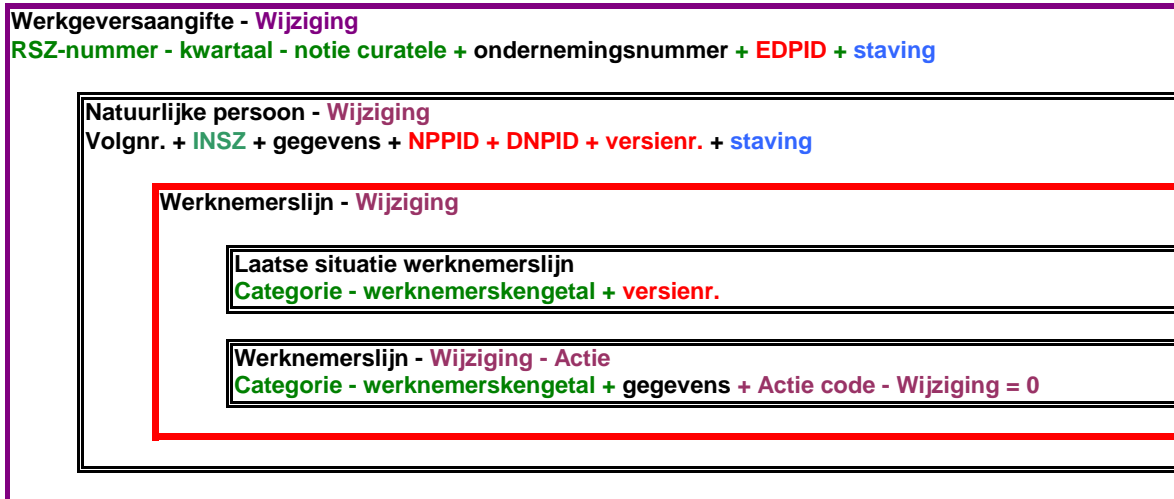 Werkgeversaangifte - Wijziging
RSZ-nummer - kwartaal - notie curatele + ondernemingsnummer + EDPID + staving
Natuurlijke persoon - Wijziging
Volgnr. + INSZ + gegevens + NPPID + DNPID + versienr. + staving
Werknemerslijn - Wijziging
Laatse situatie werknemerslijn
Categorie - werknemerskengetal + versienr.
Werknemerslijn - Wijziging - Actie
Categorie - werknemerskengetal + gegevens + Actie code - Wijziging = 0